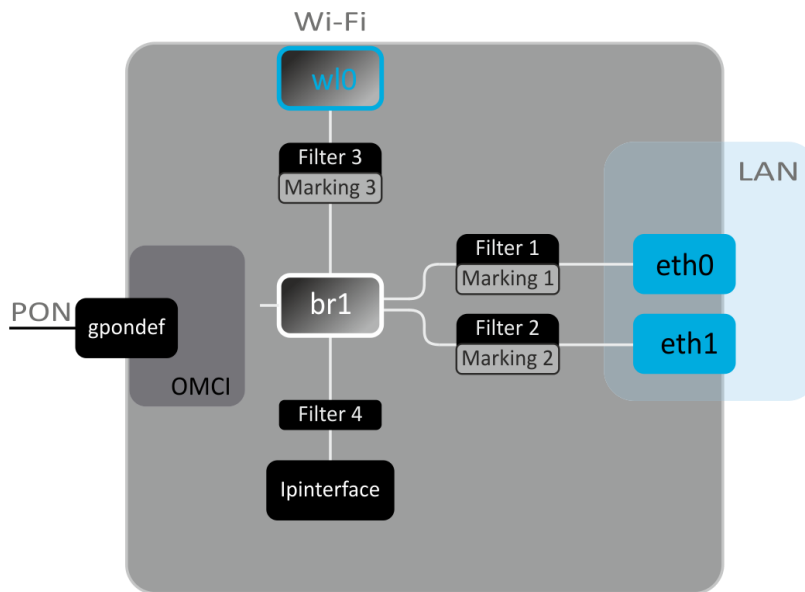 Wi-Fi
wl0
Filter 3
Marking 3
LAN
Filter 1
Marking 1
eth0
PON
gpondef
OMCI
br1
Filter 2
Marking 2
eth1
Filter 4
Ipinterface